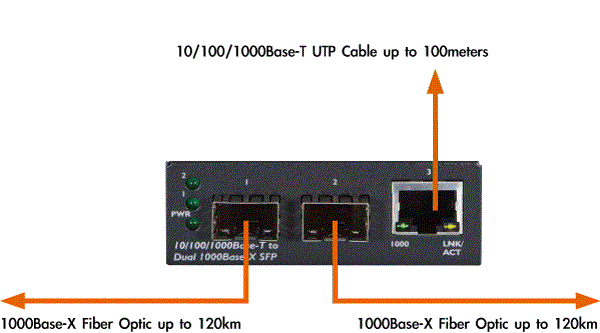 10/100/1000Base-T UTP Cable up to 100meters
1 2 3
2
1
PWR
1000 LNK/
ACT
10/100/1000Base-T to
Dual 1000Base-X SFP
1000Base-X Fiber Optic up to 120km 1000Base-X Fiber Optic up to 120km